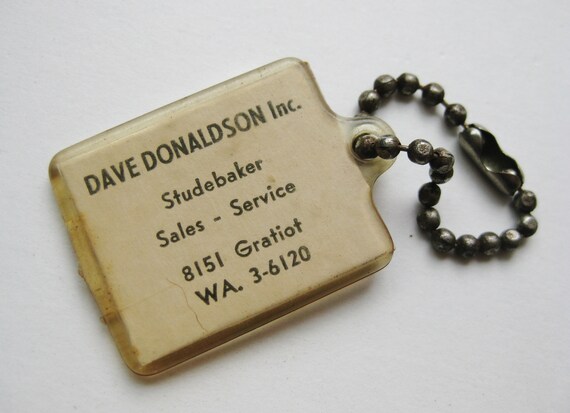 DAVE DONALDSON Inc.
Studebaker
Sales - Service
8151 Gratiot
WA. 3-6120